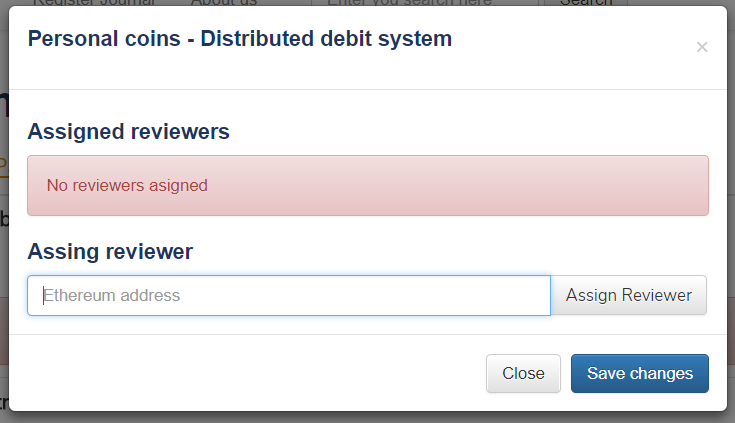 Register Journal About us Enter you search here Search
Personal coins - Distributed debit system
×
Assigned reviewers
No reviewers asigned
Assing reviewer
Ethereum address Assign Reviewer
Close Save changes